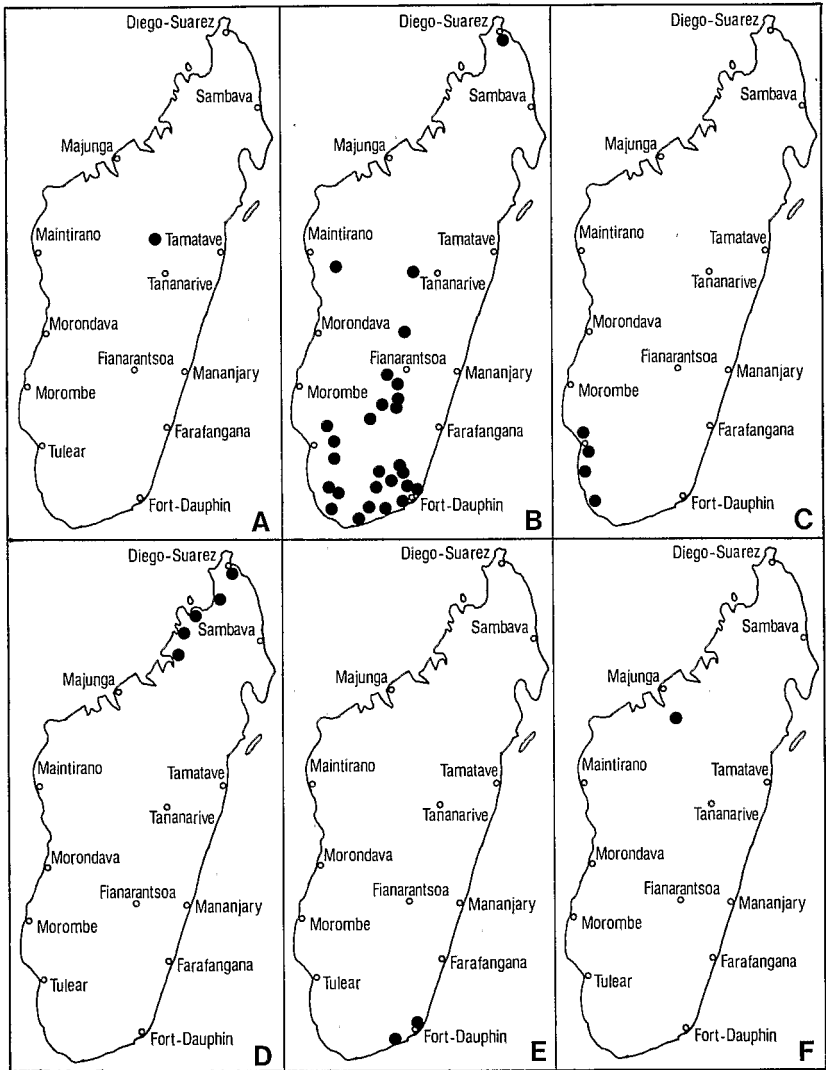 Diego-Suarez
Sambava
Majunga
Maintirano
Tamatave
Tananarive
Morondava
Fianarantsoa
Mananjary
Morombe
Farafangana
Tulear
Fort-Dauphin
A
Diego-Suarez
Sambava
Majunga
Maintirano
Tamatave
Tananarive
Morondava
Fianarantsoa
Mananjary
Morombe
Farafangana
Fort-Dauphin
B
Diego-Suarez
Sambava
Majunga
Maintirano
Tamatave
Tananarive
Morondava
Fianarantsoa
Mananjary
Morombe
Farafangana
Fort-Dauphin
C
Diego-Suarez
Sambava
Majunga
Maintirano
Tamatave
Tananarive
Morondava
Fianarantsoa
Mananjary
Morombe
Farafangana
Tulear
Fort-Dauphin
D
Diego-Suarez
Sambava
Majunga
Maintirano
Tamatave
Tananarive
Morondava
Fianarantsoa
Mananjary
Morombe
Farafangana
Tulear
Fort-Dauphin
E
Diego-Suarez
Sambava
Majunga
Maintirano
Tamatave
Tananarive
Morondava
Fianarantsoa
Mananjary
Morombe
Farafangana
Tulear
Fort-Dauphin
F